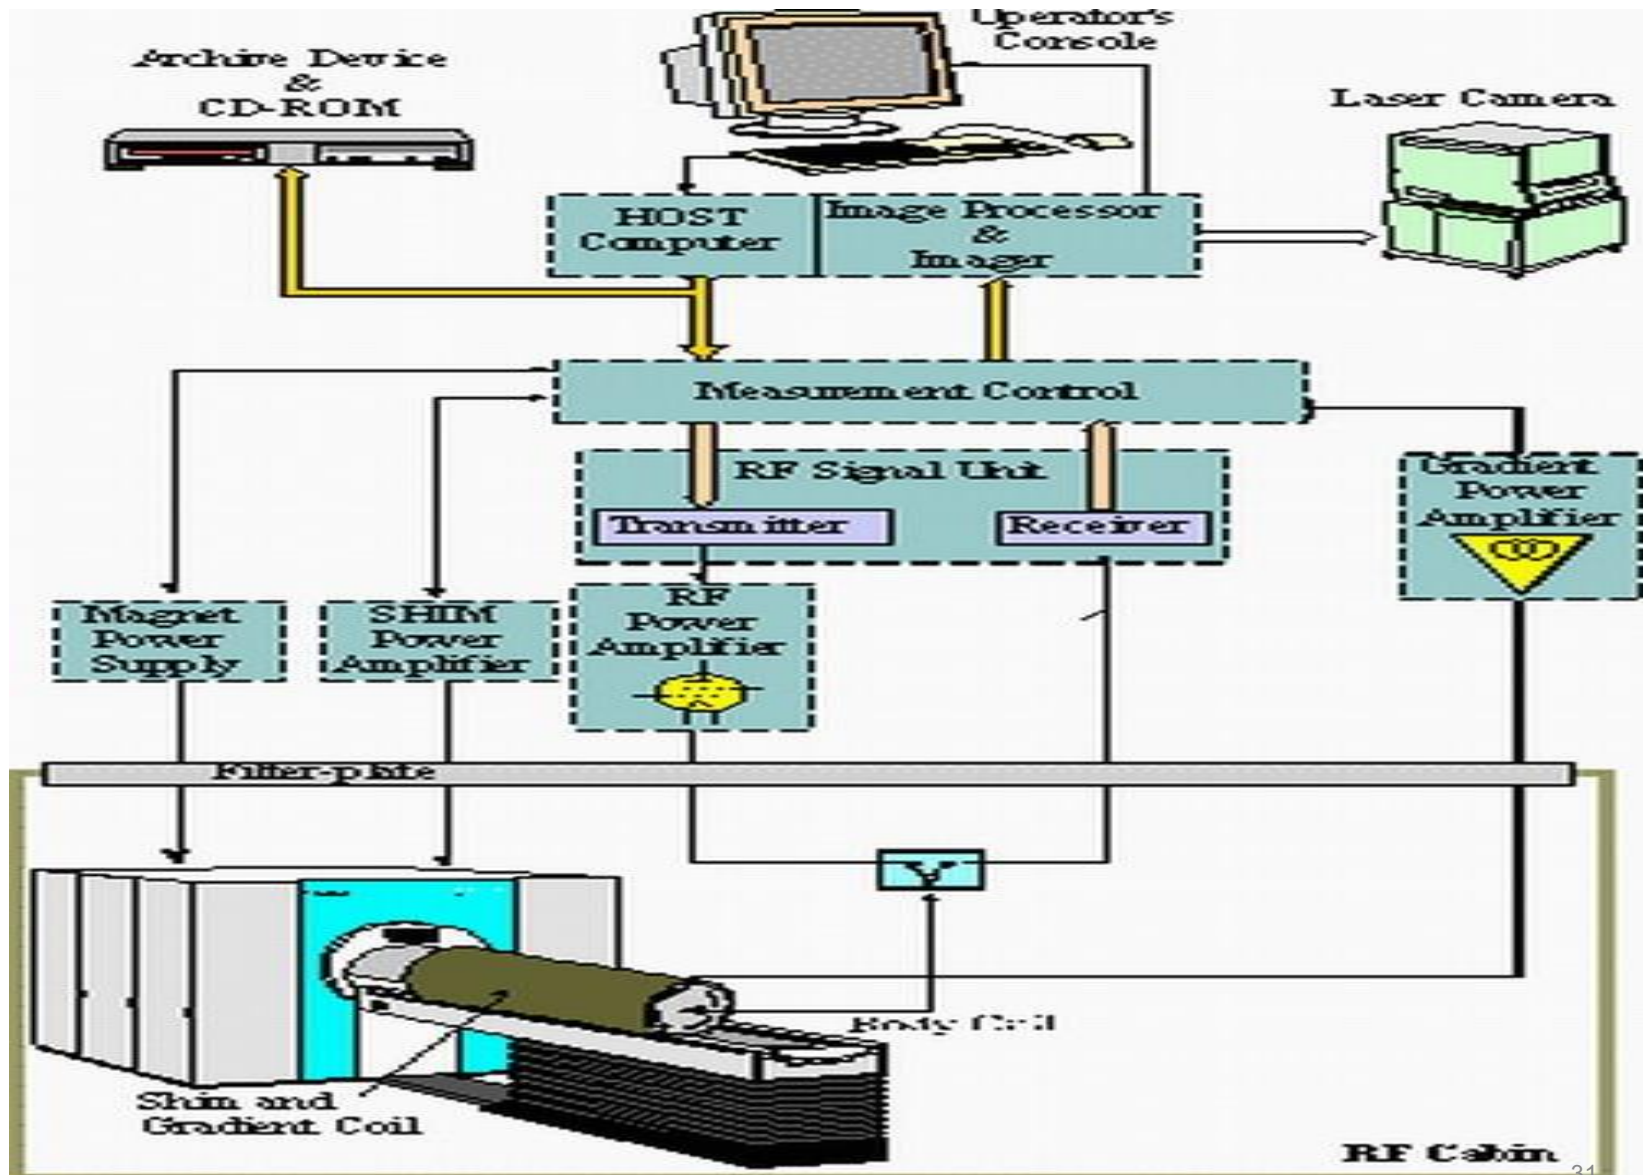 Operator's
Console
Archive Device
&
CD-ROM
Laser Camera
HOST
Computer
Image Processor
&
Imager
Measurement Control
RF Signal Unit
Transmitter
Receiver
Gradient
Power
Amplifier
Magnet
Power
Supply
SHIM
Power
Amplifier
RF
Power
Amplifier
Filter-plate
Body Coil
Shim and
Gradient Coil
RF Cabin
31